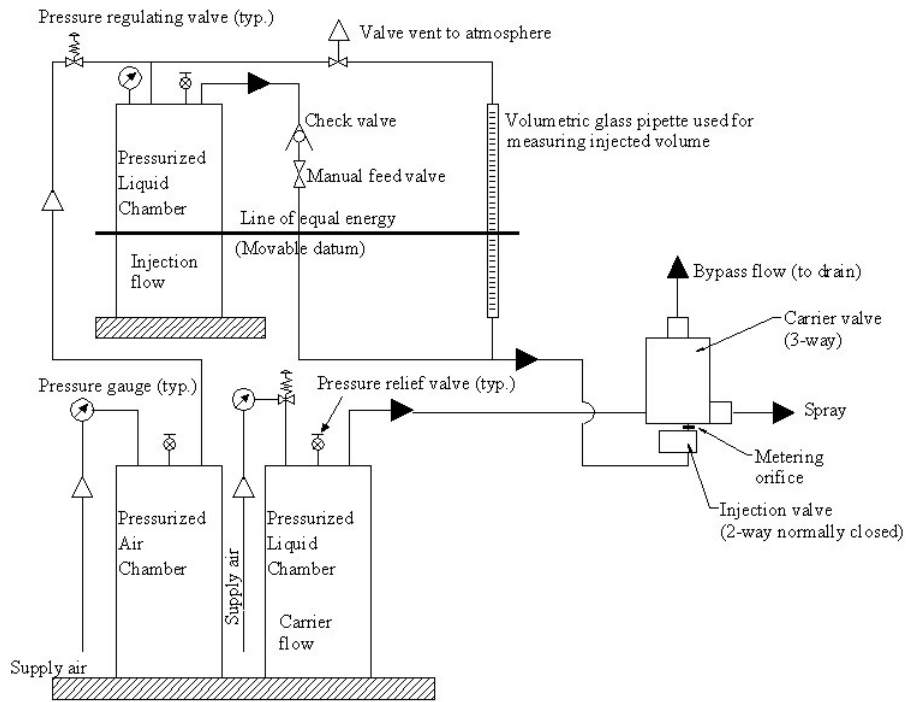 Pressure regulating valve (typ.)
Valve vent to atmosphere
Check valve
Volumetric glass pipette used for
measuring injected volume
Pressurized
Liquid
Chamber
Manual feed valve
Line of equal energy
(Movable datum)
Injection
flow
Bypass flow (to drain)
Carrier valve
(3-way)
Pressure gauge (typ.)
Pressure relief valve (typ.)
Spray
Metering
orifice
Injection valve
(2-way normally closed)
Pressurized
Air
Chamber
Supply air
Pressurized
Liquid
Chamber
Carrier
flow
Supply air